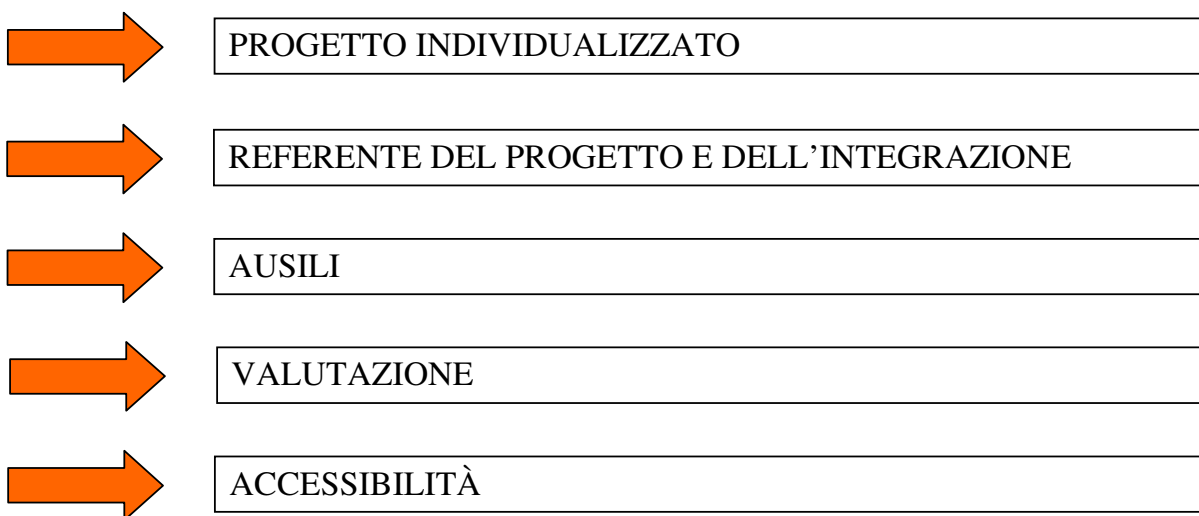 PROGETTO INDIVIDUALIZZATO
REFERENTE DEL PROGETTO E DELL’INTEGRAZIONE
AUSILI
VALUTAZIONE
ACCESSIBILITÀ